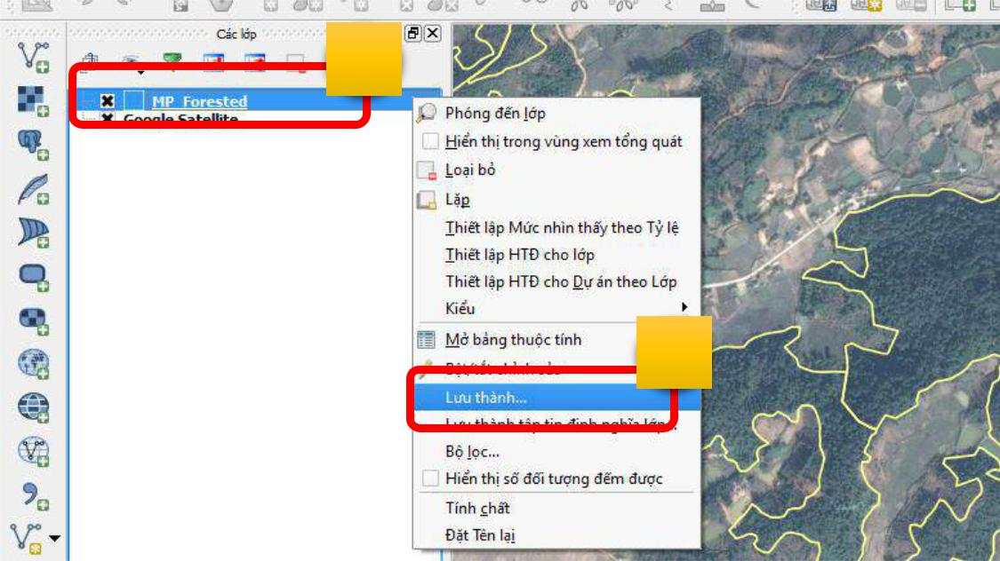 Các lớp
MP_Forested
Google Satellite
Phóng đến lớp
Hiển thị trong vùng xem tổng quát
Loại bỏ
Lặp
Thiết lập Mức nhìn thấy theo Tỷ lệ
Thiết lập HTĐ cho lớp
Thiết lập HTĐ cho Dự án theo Lớp
Kiểu
Mở bảng thuộc tính
Bật/tắt chỉnh sửa
Lưu thành...
Lưu thành tập tin định nghĩa lớp...
Bộ lọc...
Hiển thị số đối tượng đếm được
Tính chất
Đặt Tên lại